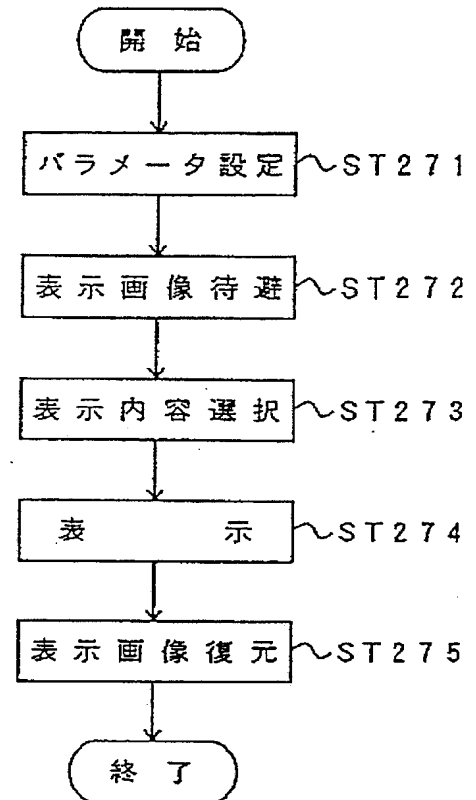 開始
パラメータ設定 ST271
表示画像待避 ST272
表示内容選択 ST273
表示 ST274
表示画像復元 ST275
終了